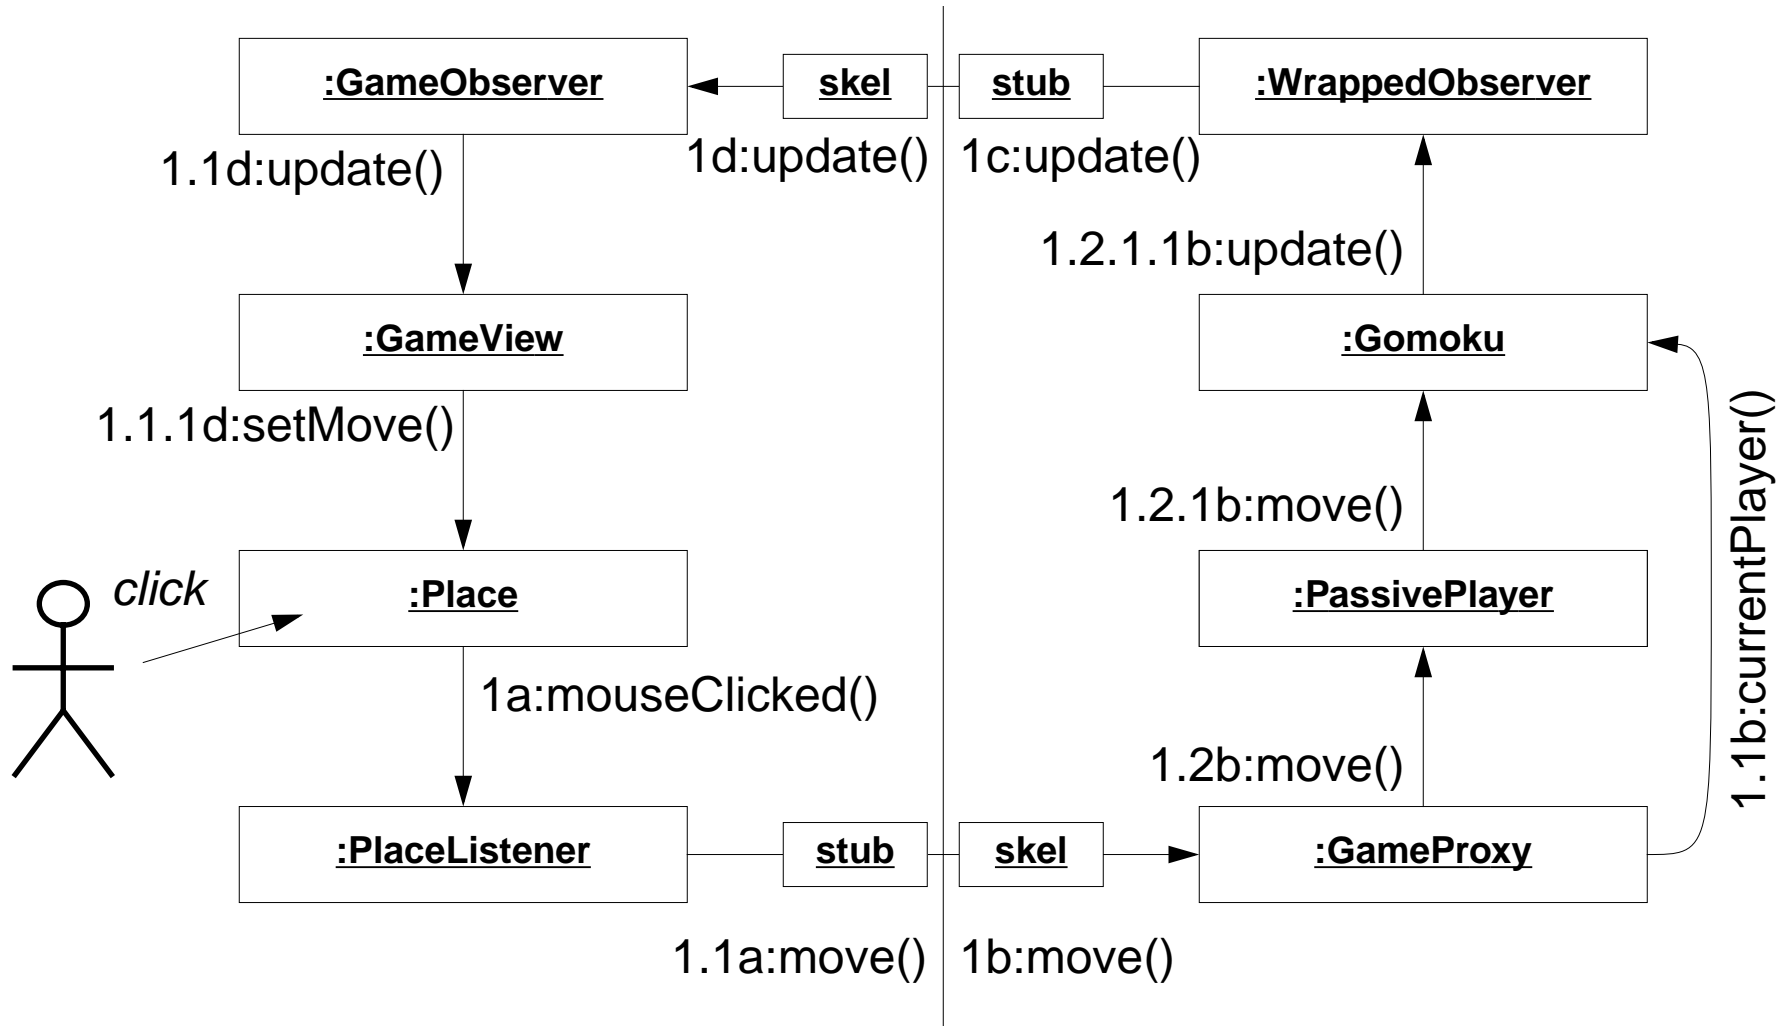 :GameObserver
skel
stub
:WrappedObserver
1.1d:update()
1d:update()
1c:update()
1.2.1.1b:update()
:GameView
:Gomoku
1.1.1d:setMove()
1.1b:currentPlayer()
1.2.1b:move()
click
:Place
:PassivePlayer
1a:mouseClicked()
1.2b:move()
:PlaceListener
stub
skel
:GameProxy
1.1a:move()
1b:move()